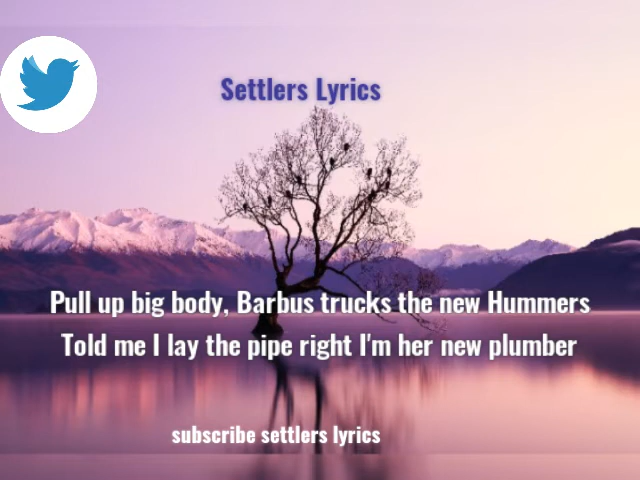 Settlers Lyrics
Pull up big body, Barbus trucks the new Hummers
Told me I lay the pipe right I'm her new plumber
subscribe settlers lyrics